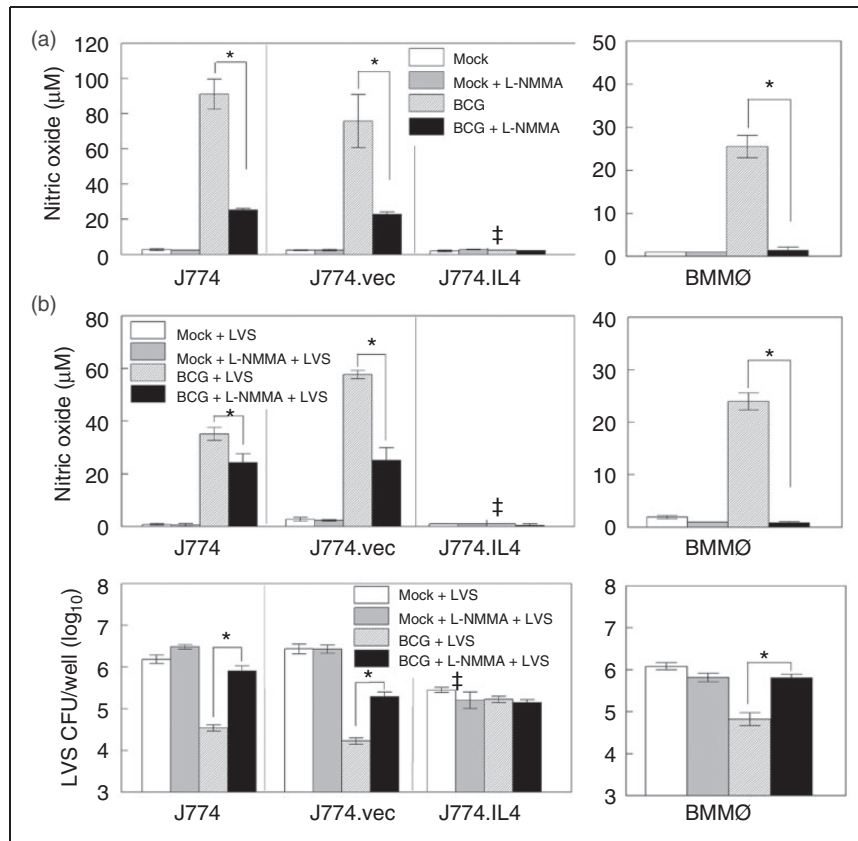 (a)
120
100
80
60
40
20
0
Nitric oxide (µM)
*
*
Mock
Mock + L-NMMA
BCG
BCG + L-NMMA
‡
J774
J774.vec
J774.IL4
50
40
30
20
10
0
Nitric oxide (µM)
*
BMMØ
(b)
80
60
40
20
0
Nitric oxide (µM)
Mock + LVS
Mock + L-NMMA + LVS
BCG + LVS
BCG + L-NMMA + LVS
*
*
‡
J774
J774.vec
J774.IL4
40
30
20
10
0
*
BMMØ
8
7
6
5
4
3
LVS CFU/well (log10)
Mock + LVS
Mock + L-NMMA + LVS
BCG + LVS
BCG + L-NMMA + LVS
*
*
‡
J774
J774.vec
J774.IL4
8
7
6
5
4
3
*
BMMØ